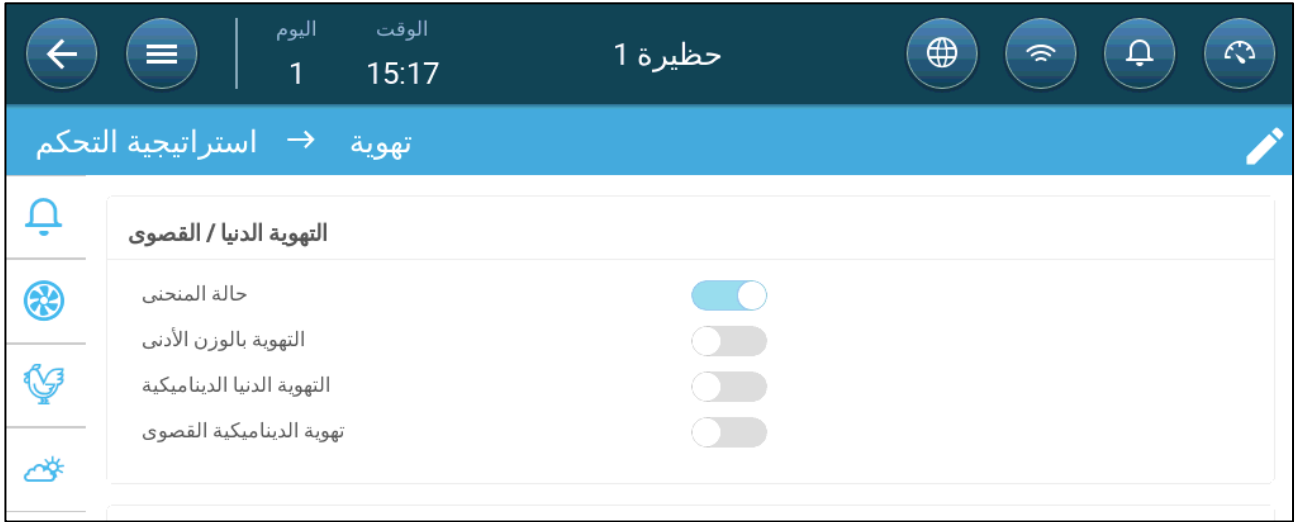 اليوم
الوقت
1
15:17
حظيرة 1
استراتيجية التحكم → تهوية
التهوية الدنيا / القصوى
حالة المنحنى
التهوية بالوزن الأدنى
التهوية الدنيا الديناميكية
تهوية الديناميكية القصوى